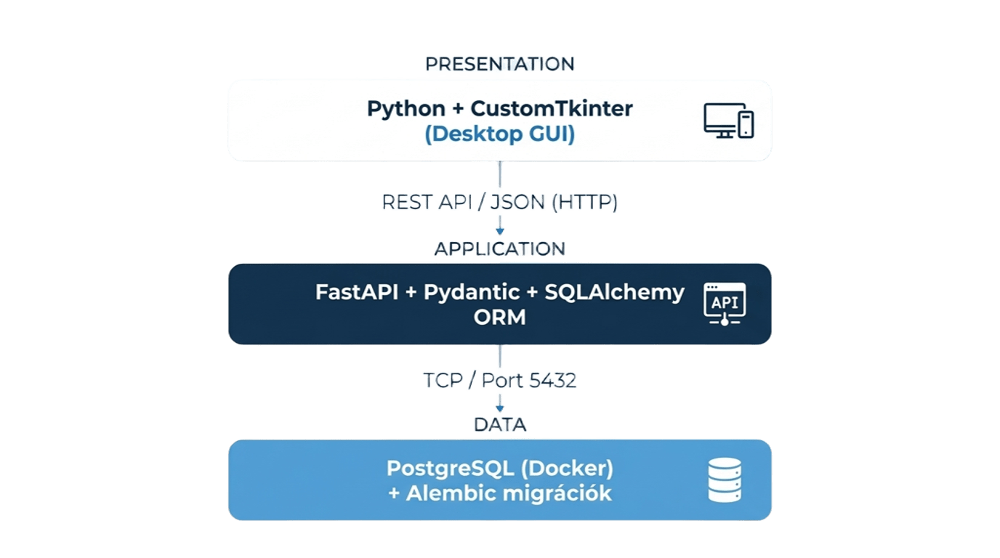 PRESENTATION
Python + CustomTkinter
(Desktop GUI)
REST API / JSON (HTTP)
APPLICATION
FastAPI + Pydantic + SQLAlchemy
ORM
API
TCP / Port 5432
DATA
PostgreSQL (Docker)
+ Alembic migrációk